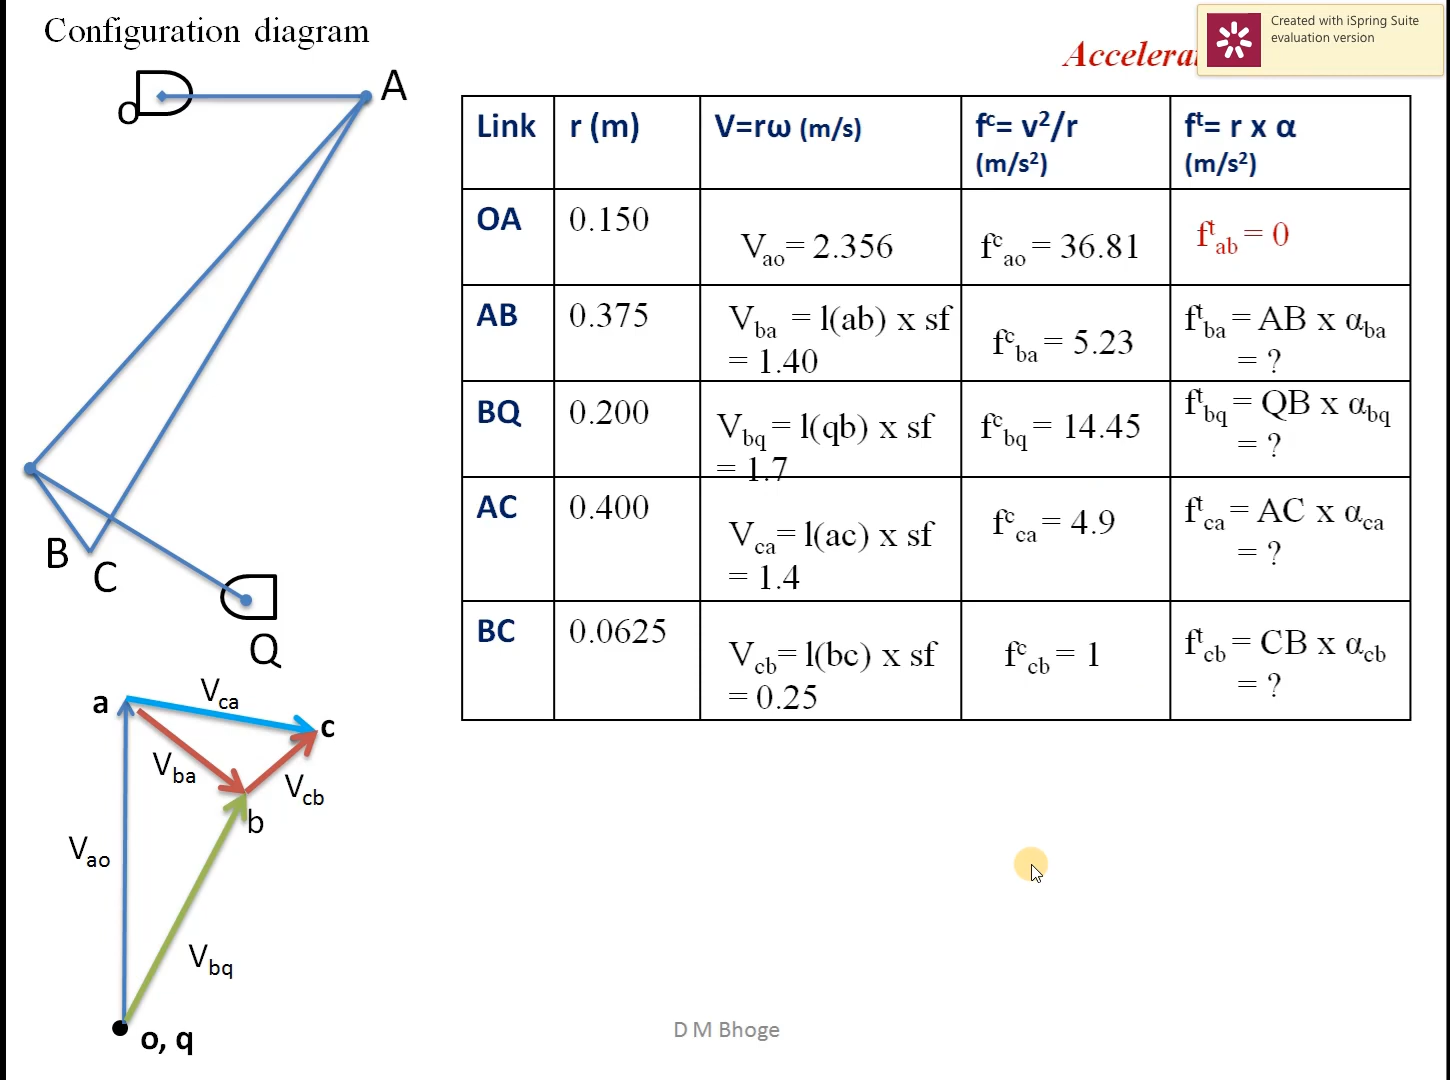 Configuration diagram
Created with iSpring Suite
evaluation version
O
A
B
C
Q
a
Vca
c
Vba
Vcb
b
Vao
Vbq
o, q
Link r (m) V=rω (m/s) fᶜ= v²/r (m/s²) fᵗ= r x α (m/s²)
OA 0.150 Vao= 2.356 fᶜao = 36.81 fᵗab = 0
AB 0.375 Vba = l(ab) x sf = 1.40 fᶜba = 5.23 fᵗba = AB x αba = ?
BQ 0.200 Vbq= l(qb) x sf = 1.7 fᶜbq = 14.45 fᵗbq = QB x αbq = ?
AC 0.400 Vca= l(ac) x sf = 1.4 fᶜca = 4.9 fᵗca = AC x αca = ?
BC 0.0625 Vcb= l(bc) x sf = 0.25 fᶜcb = 1 fᵗcb = CB x αcb = ?
D M Bhoge